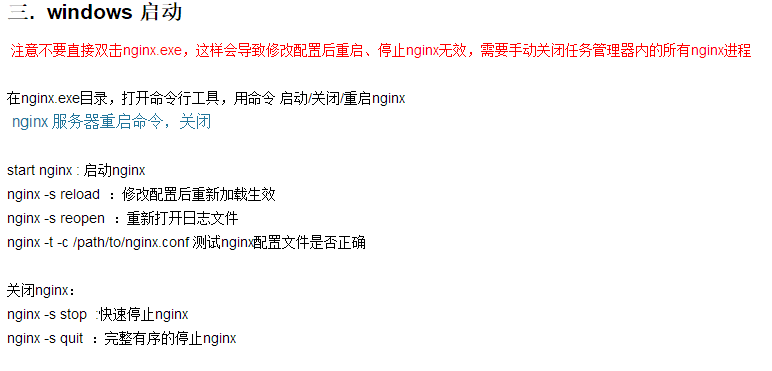 三. windows 启动
注意不要直接双击nginx.exe，这样会导致修改配置后重启、停止nginx无效，需要手动关闭任务管理器内的所有nginx进程
在nginx.exe目录，打开命令行工具，用命令 启动/关闭/重启nginx
nginx 服务器重启命令，关闭
start nginx : 启动nginx
nginx -s reload ：修改配置后重新加载生效
nginx -s reopen ：重新打开日志文件
nginx -t -c /path/to/nginx.conf 测试nginx配置文件是否正确
关闭nginx：
nginx -s stop :快速停止nginx
nginx -s quit ：完整有序的停止nginx